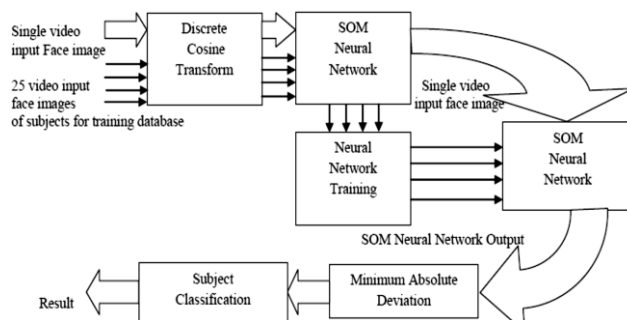 Single video
input Face image
25 video input
face images
of subjects for training database
Discrete
Cosine
Transform
SOM
Neural
Network
Single video
input face image
Neural
Network
Training
SOM
Neural
Network
SOM Neural Network Output
Minimum Absolute
Deviation
Subject
Classification
Result